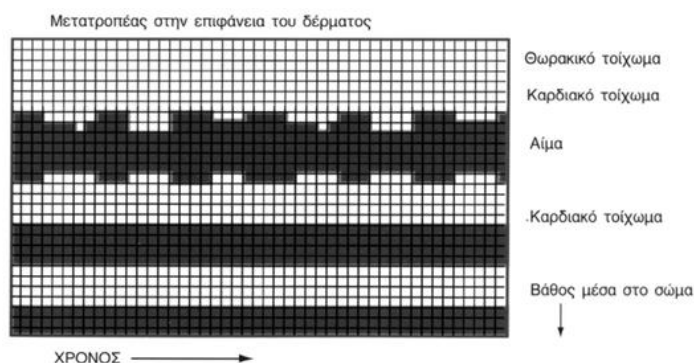 Μετατροπέας στην επιφάνεια του δέρματος
Θωρακικό τοίχωμα
Καρδιακό τοίχωμα
Αίμα
.Καρδιακό τοίχωμα
Βάθος μέσα στο σώμα
ΧΡΟΝΟΣ